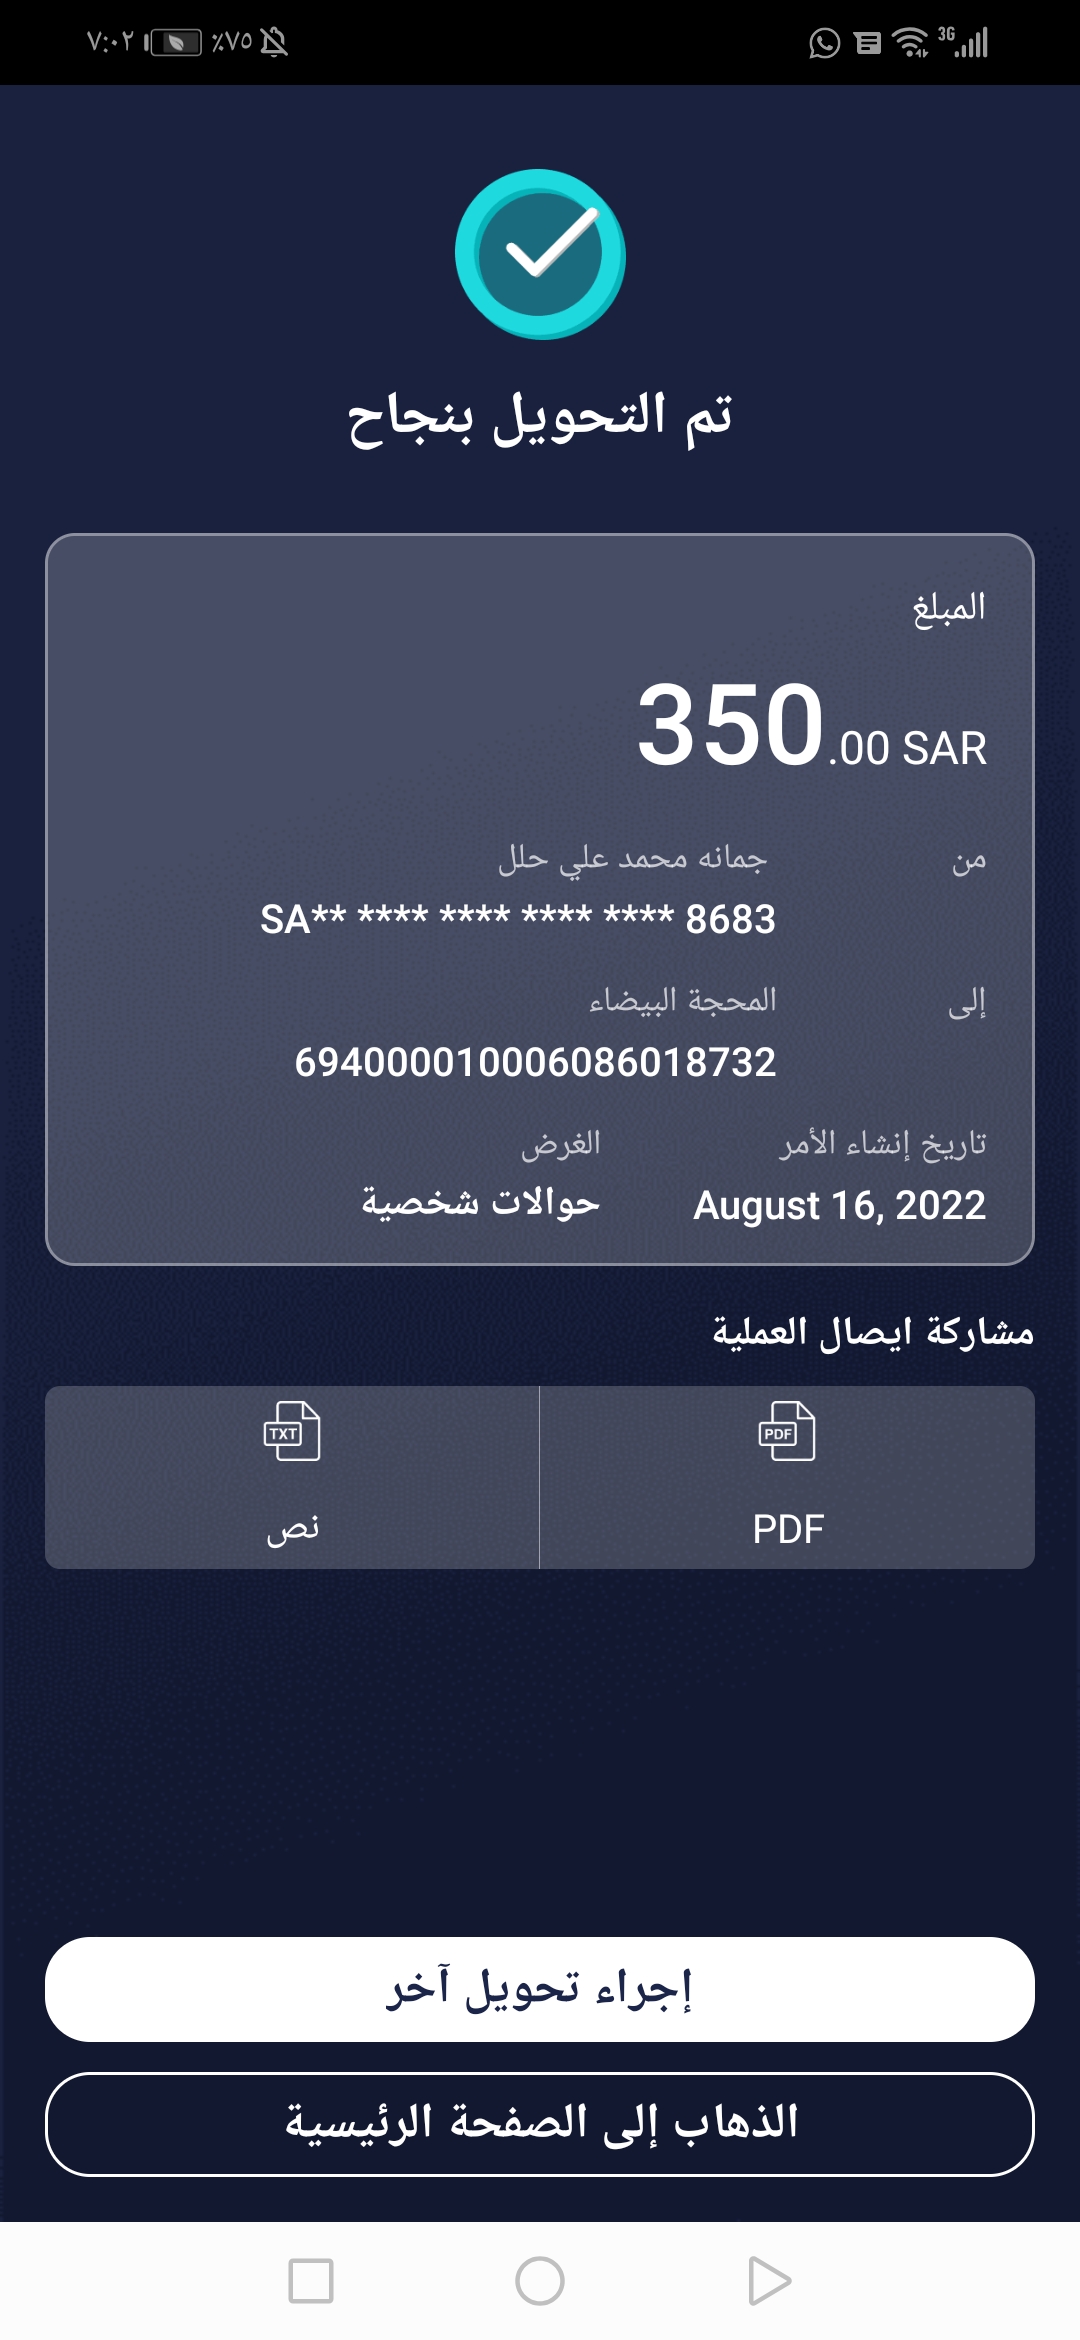 ٧:٠٢ ٪٧٥ 3G
تم التحويل بنجاح
المبلغ
350.00 SAR
من جمانه محمد علي حلل
SA** **** **** **** **** 8683
إلى المحجة البيضاء
694000010006086018732
تاريخ إنشاء الأمر الغرض
August 16, 2022 حوالات شخصية
مشاركة ايصال العملية
PDF TXT
PDF نص
إجراء تحويل آخر
الذهاب إلى الصفحة الرئيسية